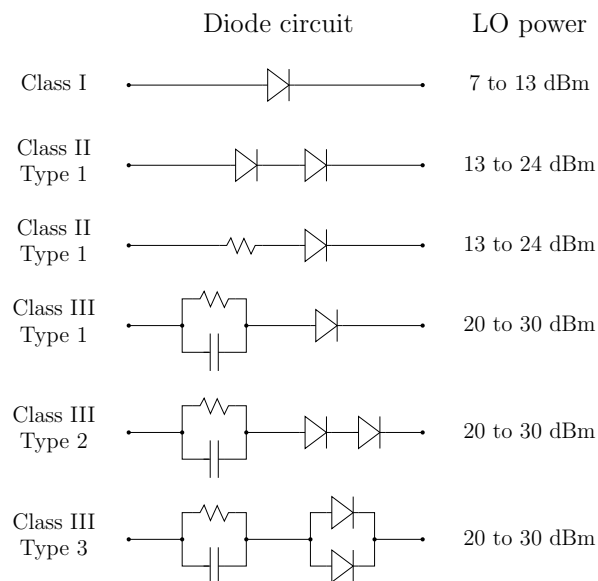 Diode circuit LO power
Class I 7 to 13 dBm
Class II
Type 1 13 to 24 dBm
Class II
Type 1 13 to 24 dBm
Class III
Type 1 20 to 30 dBm
Class III
Type 2 20 to 30 dBm
Class III
Type 3 20 to 30 dBm